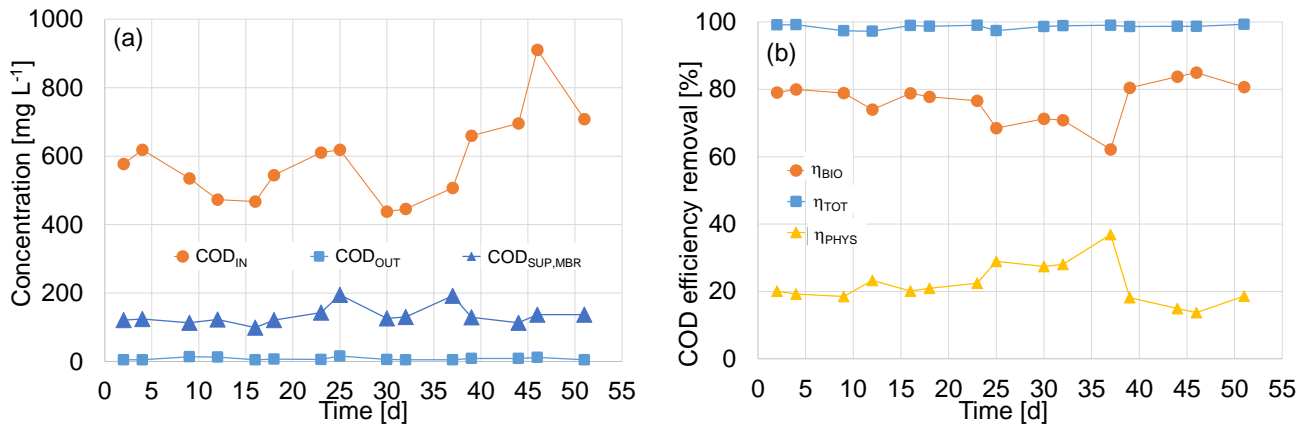 (a)
Concentration [mg L-1]
1000
800
600
400
200
0
COD_IN COD_OUT COD_SUP,MBR
0 5 10 15 20 25 30 35 40 45 50 55
Time [d]
(b)
COD efficiency removal [%]
100
80
60
40
20
0
η_BIO
η_TOT
η_PHYS
0 5 10 15 20 25 30 35 40 45 50 55
Time [d]